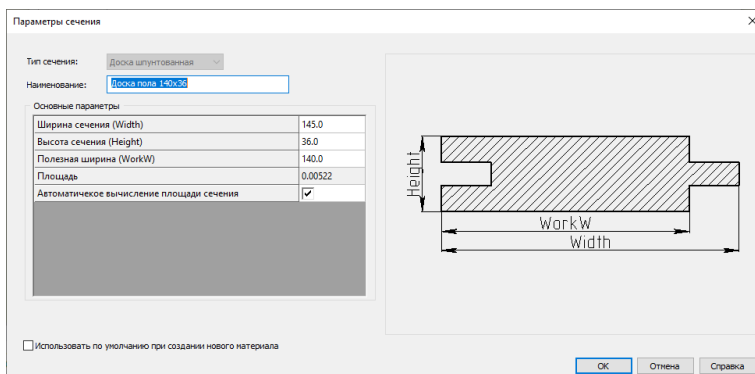 Параметры сечения
Тип сечения: Доска шпунтованная
Наименование: Доска пола 140x36
Основные параметры
Ширина сечения (Width) 145.0
Высота сечения (Height) 36.0
Полезная ширина (WorkW) 140.0
Площадь 0.00522
Автоматичекое вычисление площади сечения
Height
WorkW
Width
Использовать по умолчанию при создании нового материала
ОК Отмена Справка